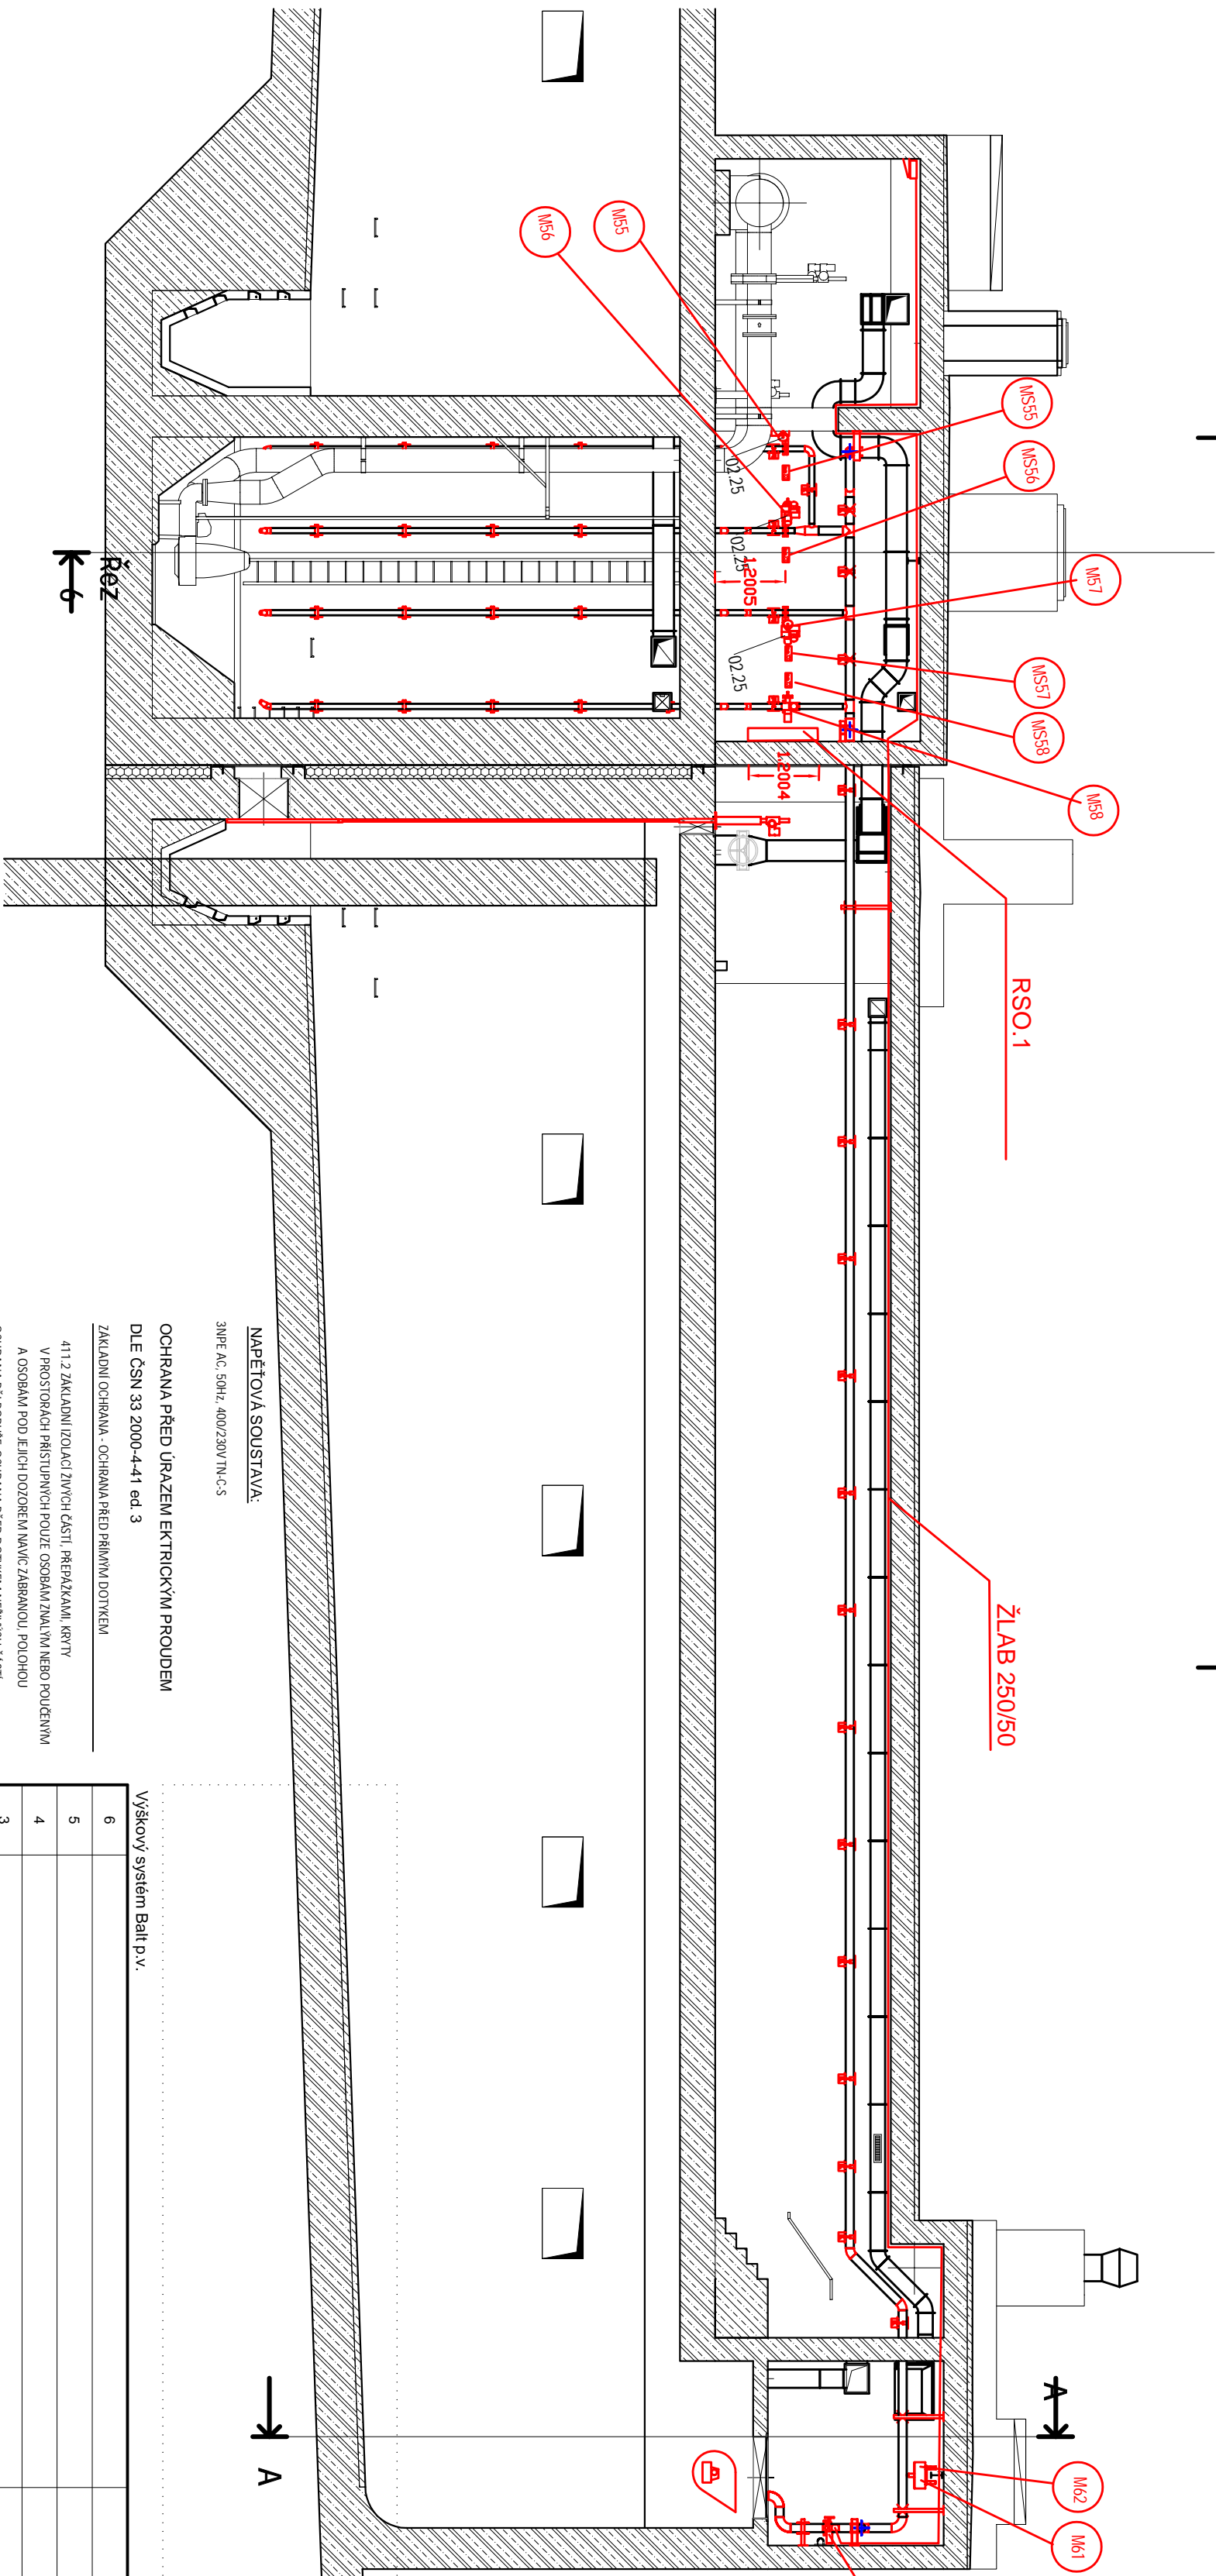 M55
M56
MS55
MS56
M57
MS57
MS58
M58
RSO.1
ŽLAB 250/50
02.25
02.25
02.25
1.2005
1.2004
Řez
6
M62
M61
A
A
NAPĚŤOVÁ SOUSTAVA:
3NPE AC, 50Hz, 400/230V TN-C-S
OCHRANA PŘED ÚRAZEM EKTRICKÝM PROUDEM
DLE ČSN 33 2000-4-41 ed.3
ZÁKLADNÍ OCHRANA - OCHRANA PŘED PŘÍMÝM DOTYKEM
411.2 ZÁKLADNÍ IZOLACÍ ŽIVÝCH ČÁSTÍ, PŘEPÁŽKAMI, KRYTY
V PROSTORÁCH PŘÍSTUPNÝCH POUZE OSOBÁM ZNALÝM NEBO POUČENÝM
A OSOBÁM POD JEJICH DOZOREM NAVÍC ZÁBRANOU, POLOHOU
Výškový systém Balt p.v.
6
5
4
3